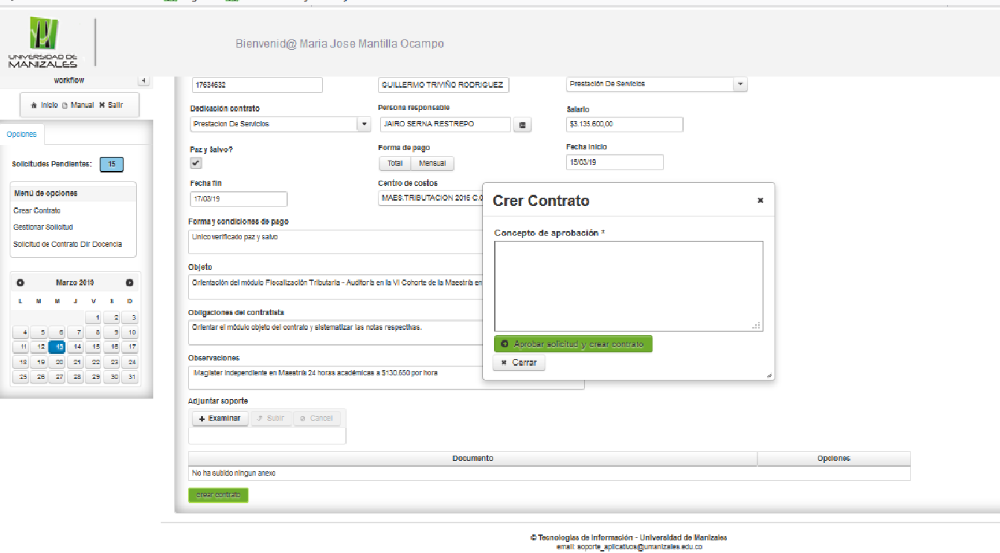 UNIVERSIDAD DE
MANIZALES
Bienvenid@ Maria Jose Mantilla Ocampo
workflow
Inicio Manual Salir
Opciones
Solicitudes Pendientes: 15
Menú de opciones
Crear Contrato
Gestionar Solicitud
Solicitud de Contrato Dir Docencia
Marzo 2019
L M M J V S D
1 2 3
4 5 6 7 8 9 10
11 12 13 14 15 16 17
18 19 20 21 22 23 24
25 26 27 28 29 30 31
17634632 GUILLERMO TRIVIÑO RODRIGUEZ Prestación De Servicios
Dedicación contrato Persona responsable Salario
Prestacion De Servicios JAIRO SERNA RESTREPO $3.135.600,00
Paz y Salvo? Forma de pago Fecha Inicio
Total Mensual 15/03/19
Fecha fin Centro de costos
17/03/19 MAES.TRIBUTACION 2016 C.O
Forma y condiciones de pago
Unico verificado paz y salvo
Objeto
Orientación del módulo Fiscalización Tributaria - Auditoría en la VI Cohorte de la Maestría en
Obligaciones del contratista
Orientar el módulo objeto del contrato y sistematizar las notas respectivas.
Observaciones
Magister Independiente en Maestría 24 horas académicas a $130.650 por hora
Crer Contrato
Concepto de aprobación *
Aprobar solicitud y crear contrato
Cerrar
Adjuntar soporte
Examinar Subir Cancel
Documento Opciones
No ha subido ningun anexo
crear contrato
© Tecnologías de Información - Universidad de Manizales
email: soporte_aplicativos@umanizales.edu.co